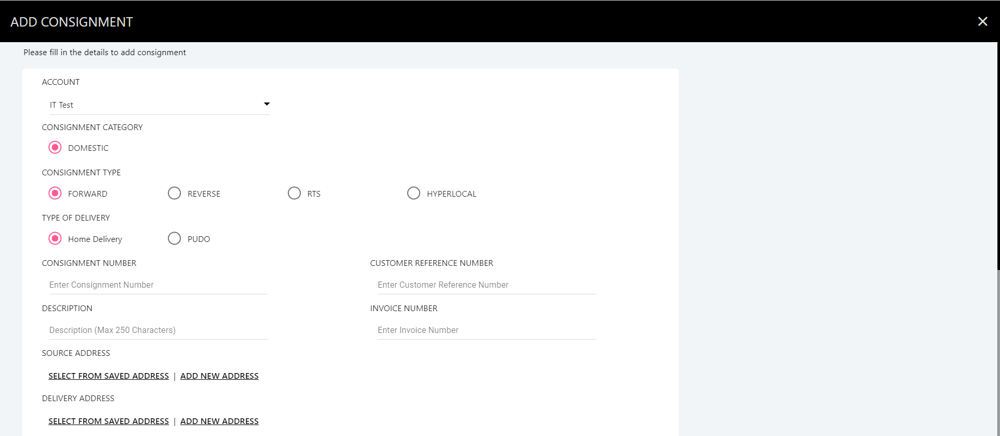 ADD CONSIGNMENT
Please fill in the details to add consignment
ACCOUNT
IT Test
CONSIGNMENT CATEGORY
DOMESTIC
CONSIGNMENT TYPE
FORWARD REVERSE RTS HYPERLOCAL
TYPE OF DELIVERY
Home Delivery PUDO
CONSIGNMENT NUMBER CUSTOMER REFERENCE NUMBER
Enter Consignment Number Enter Customer Reference Number
DESCRIPTION INVOICE NUMBER
Description (Max 250 Characters) Enter Invoice Number
SOURCE ADDRESS
SELECT FROM SAVED ADDRESS | ADD NEW ADDRESS
DELIVERY ADDRESS
SELECT FROM SAVED ADDRESS | ADD NEW ADDRESS